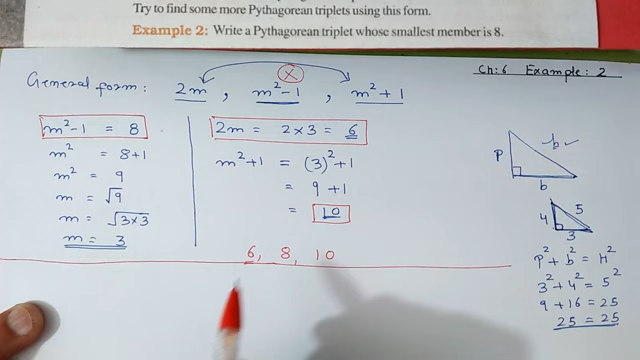 Try to find some more Pythagorean triplets using this form.
Example 2: Write a Pythagorean triplet whose smallest member is 8.
Ch:6 Example: 2
General form: 2m, m²-1, m²+1
m²-1 = 8
m² = 8+1
m² = 9
m = √9
m = √3×3
m = 3
2m = 2×3 = 6
m²+1 = (3)²+1
= 9+1
= 10
6, 8, 10
P
h
b
4
5
3
P²+b² = H²
3²+4² = 5²
9+16 = 25
25 = 25